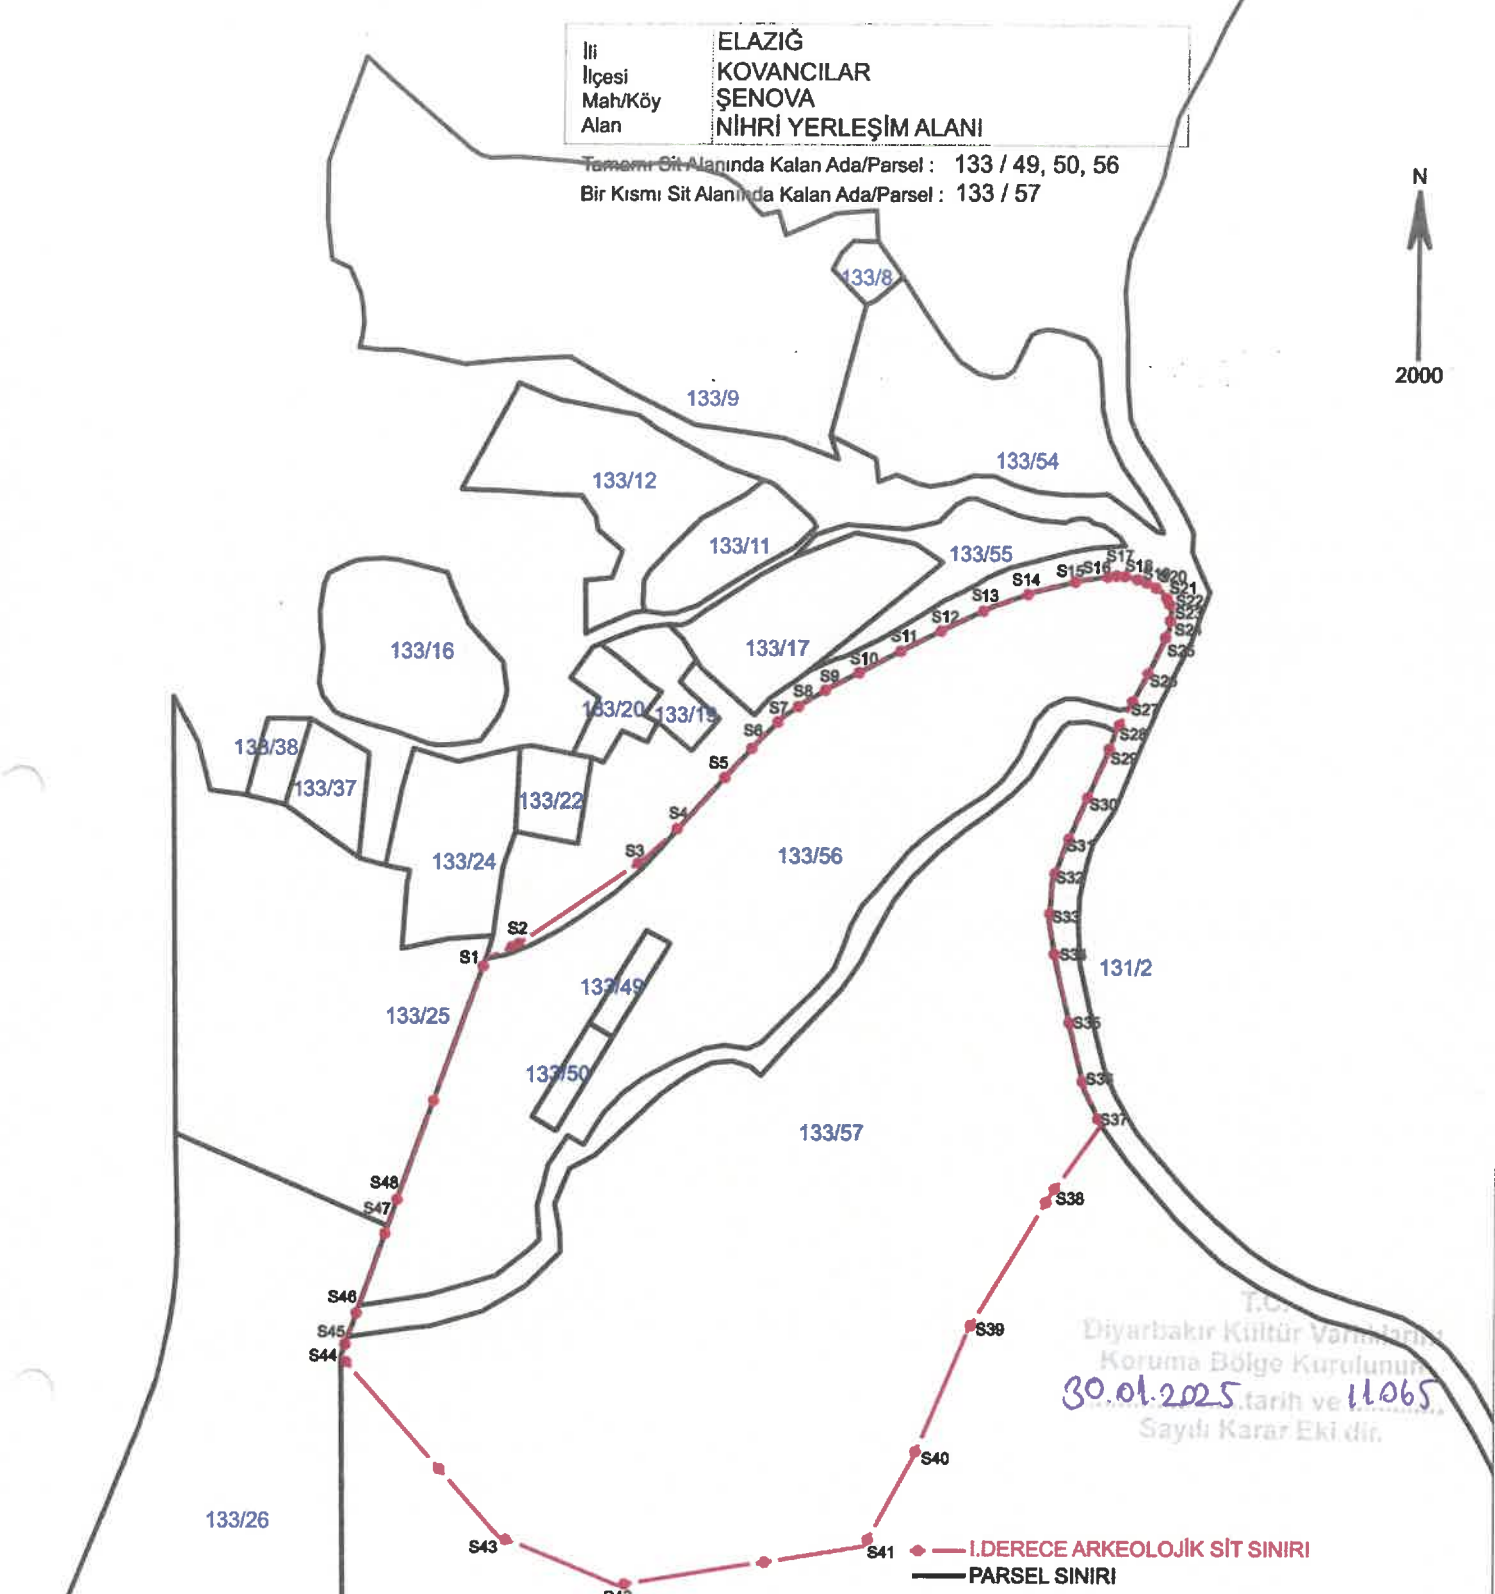 İli ELAZIĞ
İlçesi KOVANCILAR
Mah/Köy ŞENOVA
Alan NİHRİ YERLEŞİM ALANI
Tamamı Sit Alanında Kalan Ada/Parsel : 133 / 49, 50, 56
Bir Kısmı Sit Alanında Kalan Ada/Parsel : 133 / 57
N
2000
133/8
133/9
133/54
133/12
133/11
133/55
133/16
133/17
133/20
133/19
133/38
133/37
133/22
133/24
133/56
133/49
133/25
131/2
133/50
133/57
133/26
S1
S2
S3
S4
S5
S6
S7
S8
S9
S10
S11
S12
S13
S14
S15
S16
S17
S18
S19
S20
S21
S22
S23
S24
S25
S26
S27
S28
S29
S30
S31
S32
S33
S34
S35
S36
S37
S38
S39
S40
S41
S43
S44
S45
S46
S47
S48
T.C.
Diyarbakır Kültür Varlıklarını
Koruma Bölge Kurulunun
30.01.2025 tarih ve 11065
Sayılı Karar Eki dir.
I.DERECE ARKEOLOJİK SİT SINIRI
PARSEL SINIRI